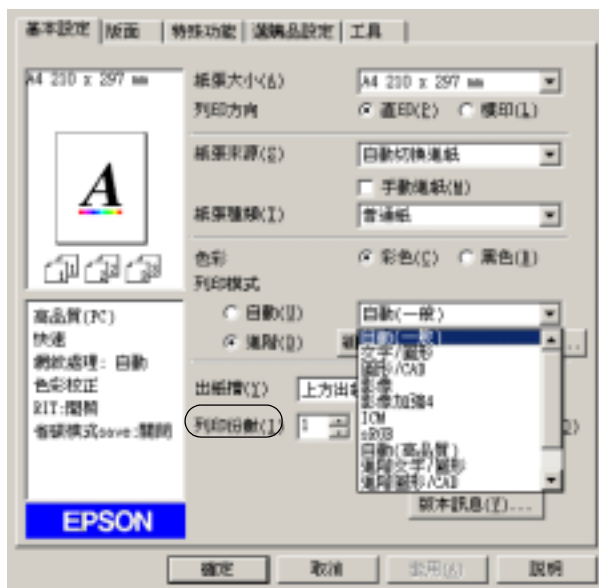 基本設定 版面 特殊功能 選購品設定 工具
A4 210 x 297 mm
紙張大小(A) A4 210 x 297 mm
列印方向 直印(P) 橫印(L)
紙張來源(S) 自動切換進紙
手動進紙(M)
紙張種類(T) 普通紙
A
1 2 3
色彩 彩色(C) 黑色(B)
列印模式
自動(U) 自動(一般)
進階(D)
自動(一般)
文字/圖形
圖形/CAD
影像
影像加強4
ICM
sRGB
自動(高品質)
進階文字/圖形
進階圖形/CAD
高品質(PC)
快速
網紋處理: 自動
色彩校正
RIT:關閉
省碳模式save:關閉
出紙槽(Y) 上方出
列印份數(I) 1
版本訊息(Y)...
EPSON
確定 取消 套用(A) 說明